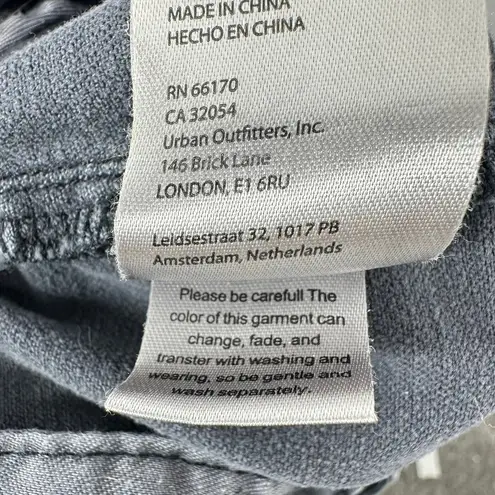 MADE IN CHINA
HECHO EN CHINA
RN 66170
CA 32054
Urban Outfitters, Inc.
146 Brick Lane
LONDON, E1 6RU
Leidsestraat 32, 1017 PB
Amsterdam, Netherlands
Please be carefull The
color of this garment can
change, fade, and
transter with washing and
wearing, so be gentle and
wash separately.